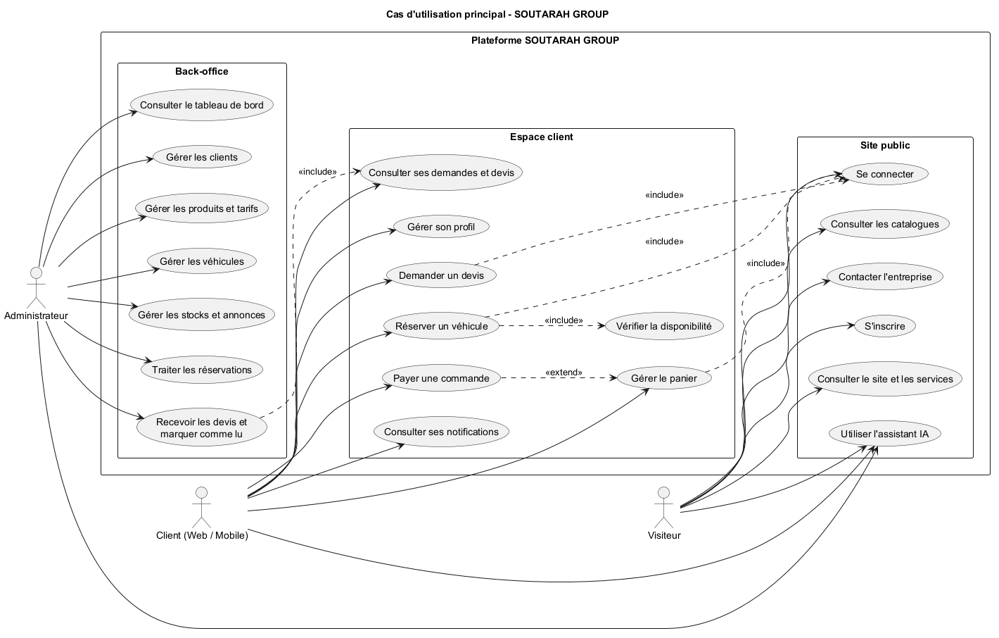 Cas d'utilisation principal - SOUTARAH GROUP
Plateforme SOUTARAH GROUP
Back-office
Consulter le tableau de bord
Gérer les clients
Gérer les produits et tarifs
Gérer les véhicules
Gérer les stocks et annonces
Traiter les réservations
Recevoir les devis et
marquer comme lu
Administrateur
Espace client
«include»
Consulter ses demandes et devis
Gérer son profil
Demander un devis
Réserver un véhicule
Payer une commande
Consulter ses notifications
«include»
«include»
«include»
«include»
Vérifier la disponibilité
«extend»
Gérer le panier
Site public
Se connecter
Consulter les catalogues
Contacter l'entreprise
S'inscrire
Consulter le site et les services
Utiliser l'assistant IA
Client (Web / Mobile)
Visiteur